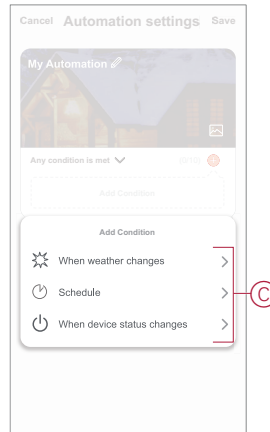 Cancel Automation settings Save
My Automation
Any condition is met
Add Condition
Add Condition
When weather changes
Schedule
When device status changes
C